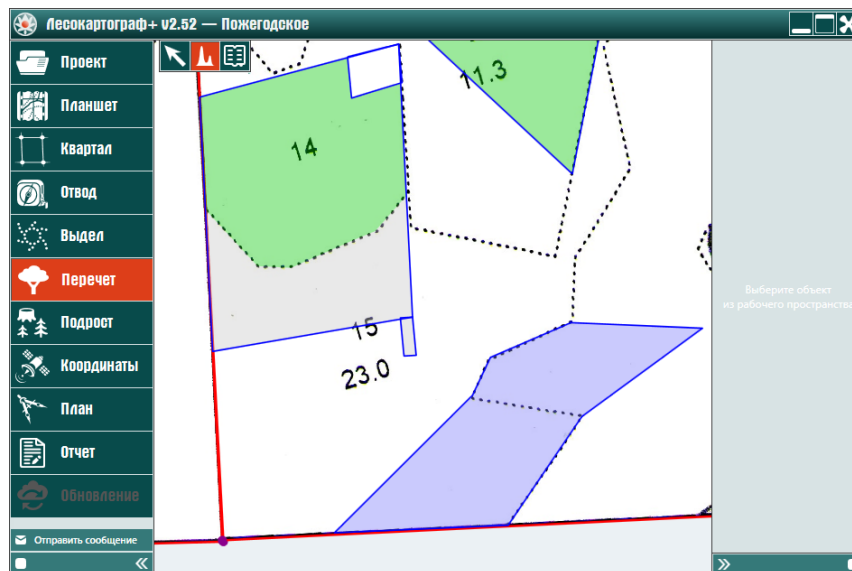 Лесокартограф+ v2.52 — Пожегодское
Проект
Планшет
Квартал
Отвод
Выдел
Перечет
Подрост
Координаты
План
Отчет
Обновление
Отправить сообщение
11.3
14
15
23.0
Выберите объект
из рабочего пространства